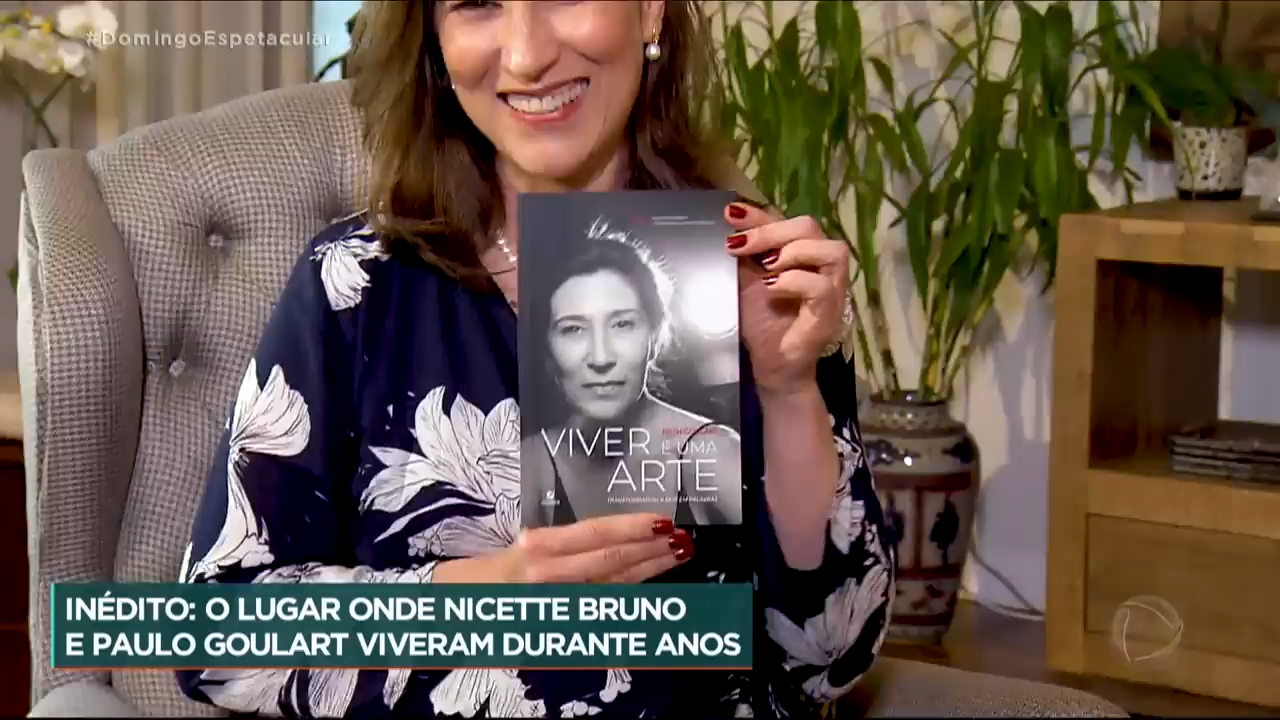 #DomingoEspetacular
VIVER
É UMA
ARTE
INÉDITO: O LUGAR ONDE NICETTE BRUNO
E PAULO GOULART VIVERAM DURANTE ANOS